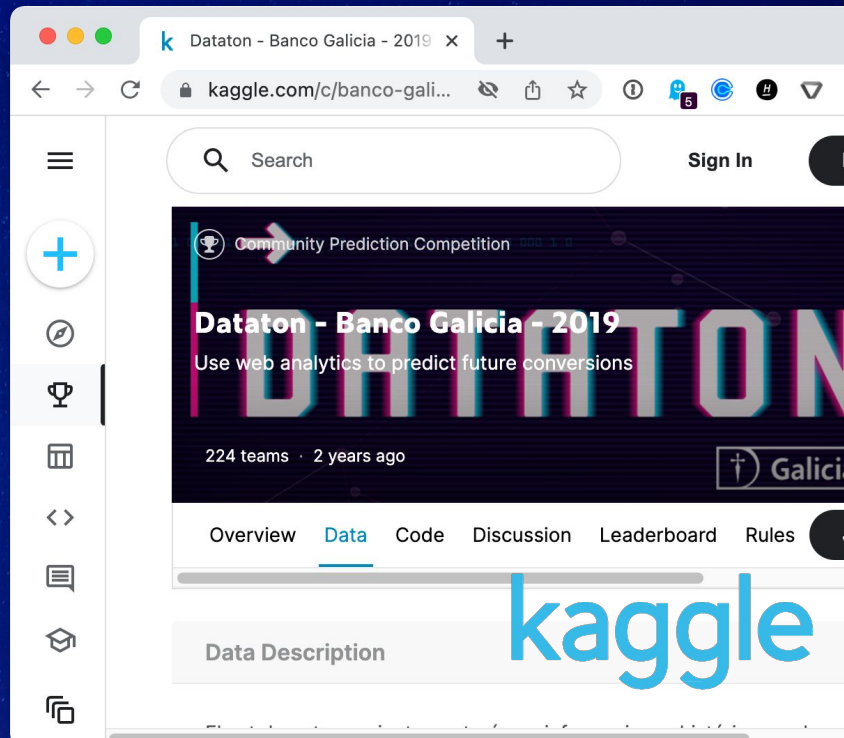 Dataton - Banco Galicia - 2019
kaggle.com/c/banco-gali...
5
Search
Sign In
Community Prediction Competition
Dataton - Banco Galicia - 2019
Use web analytics to predict future conversions
DATATON
224 teams · 2 years ago
Galicia
Overview Data Code Discussion Leaderboard Rules
kaggle
Data Description